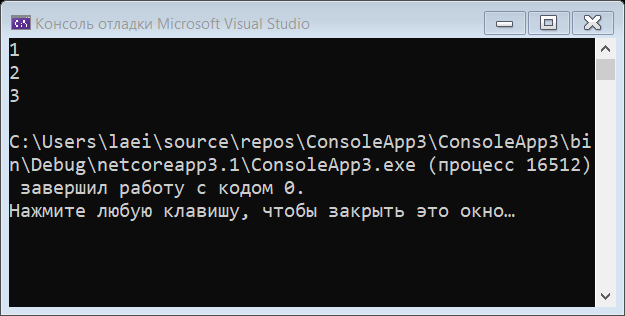 Консоль отладки Microsoft Visual Studio
1
2
3
C:\Users\laei\source\repos\ConsoleApp3\ConsoleApp3\bi
n\Debug\netcoreapp3.1\ConsoleApp3.exe (процесс 16512)
завершил работу с кодом 0.
Нажмите любую клавишу, чтобы закрыть это окно…